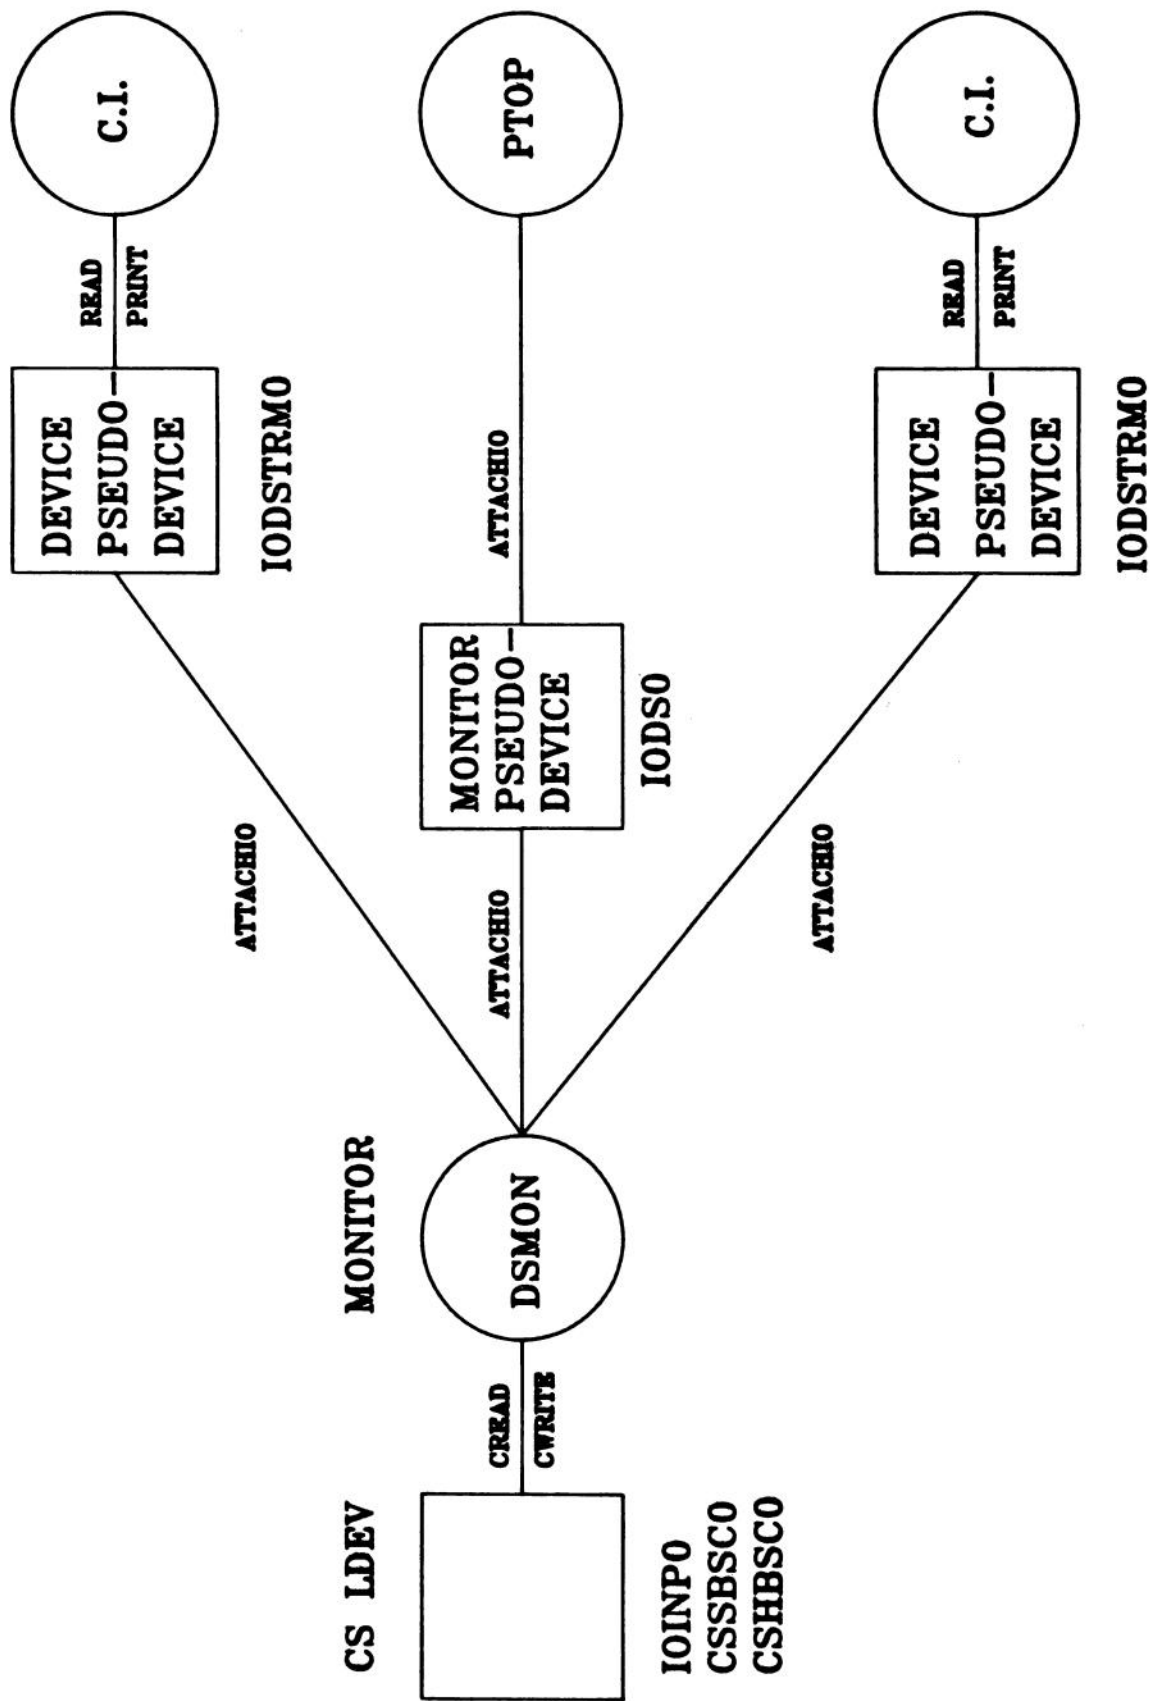 CS LDEV
IOINP0
CSSBSC0
CSHBSC0
CREAD
CWRITE
MONITOR
DSMON
ATTACHIO
ATTACHIO
ATTACHIO
MONITOR
PSEUDO-
DEVICE
IODS0
ATTACHIO
DEVICE
PSEUDO-
DEVICE
IODSTRM0
READ
PRINT
C.I.
PTOP
DEVICE
PSEUDO-
DEVICE
IODSTRM0
READ
PRINT
C.I.